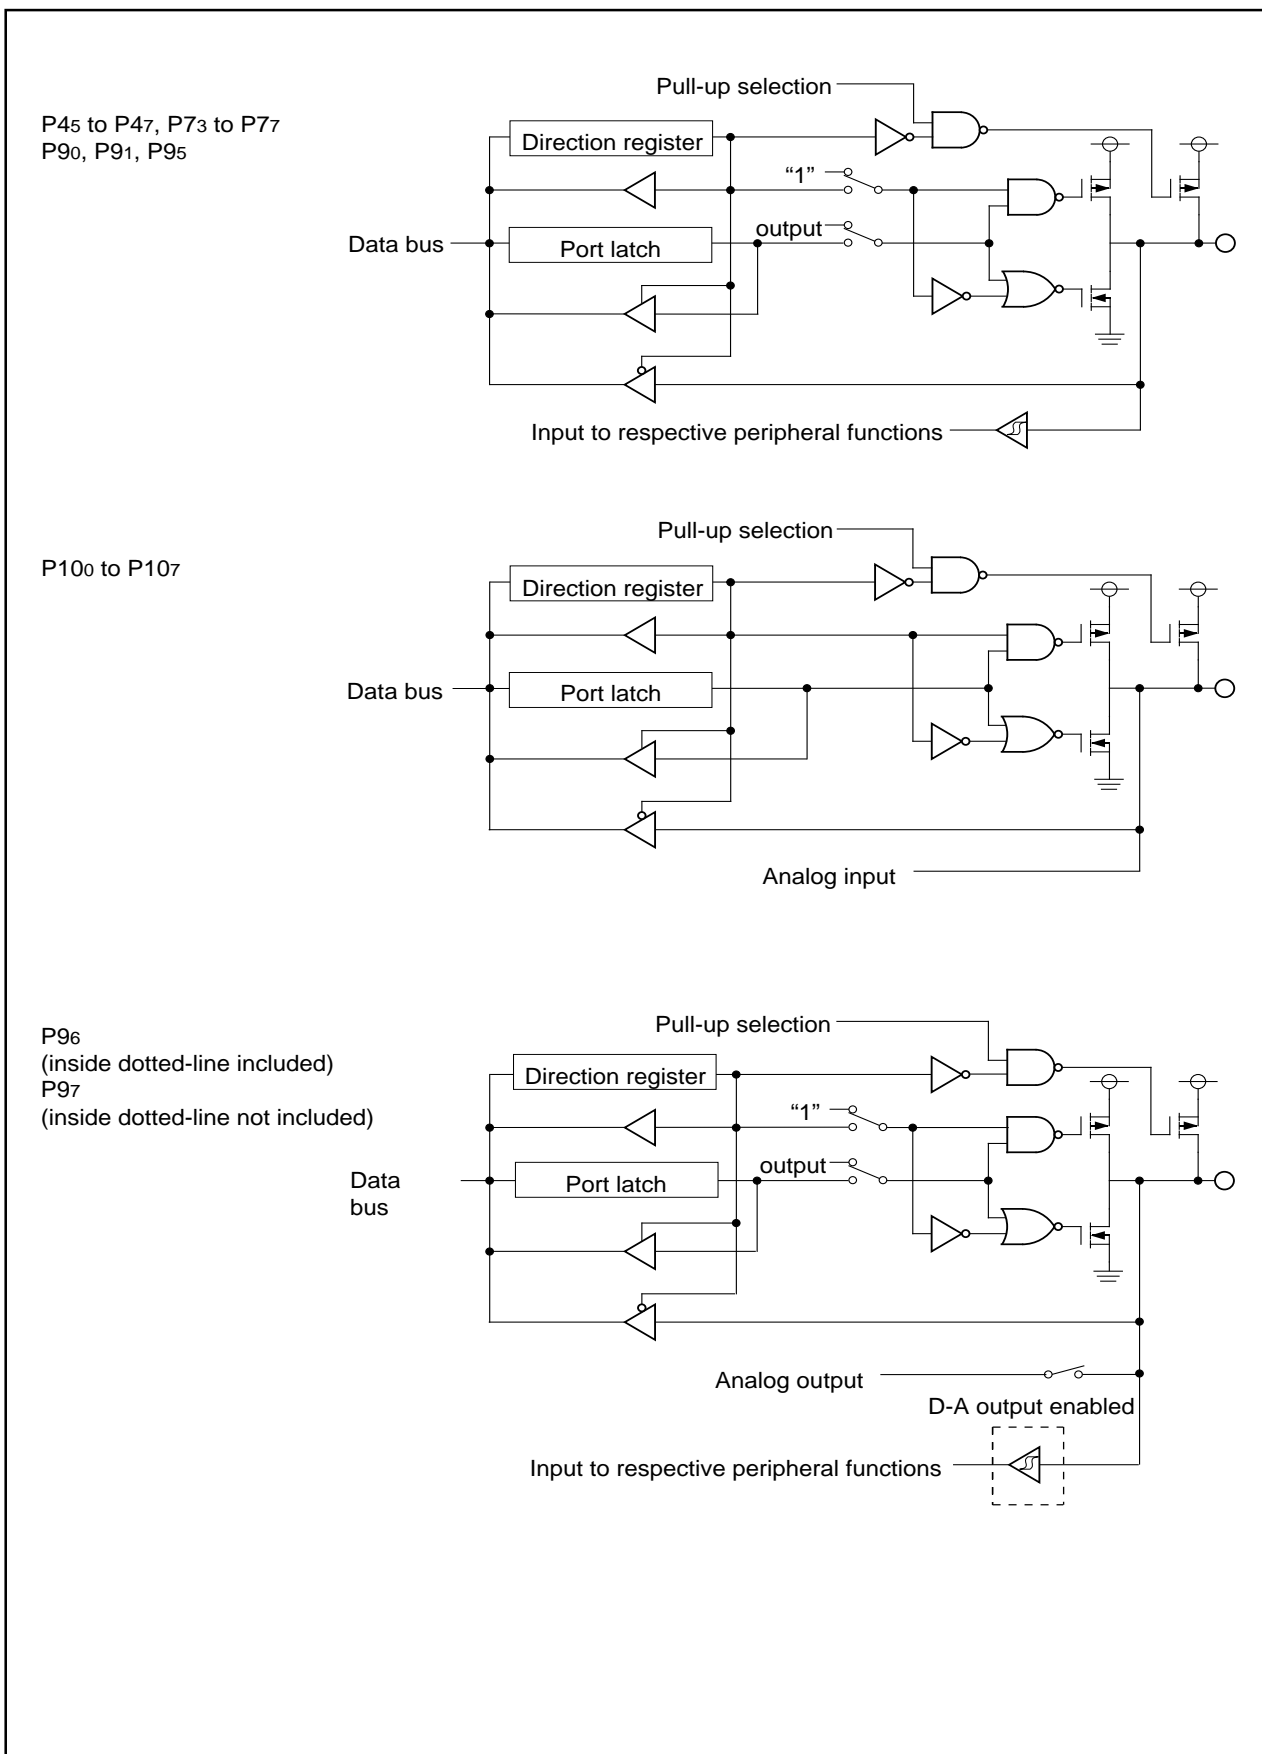 Pull-up selection
P45 to P47, P73 to P77
P90, P91, P95
Direction register
“1”
output
Data bus
Port latch
Input to respective peripheral functions
Pull-up selection
P100 to P107
Direction register
Data bus
Port latch
Analog input
Pull-up selection
P96
(inside dotted-line included)
P97
(inside dotted-line not included)
Direction register
“1”
output
Data
bus
Port latch
Analog output
D-A output enabled
Input to respective peripheral functions